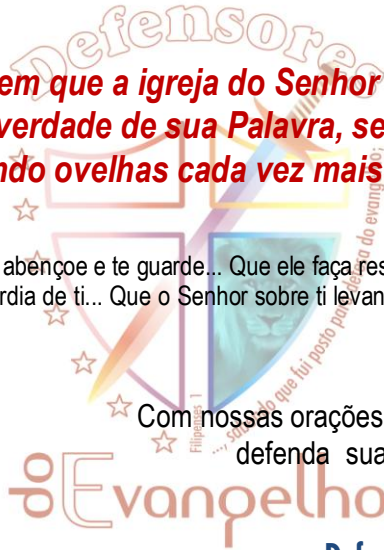 Defensores
em que a igreja do Senhor
verdade de sua Palavra, se
ndo ovelhas cada vez mais
abençoe e te guarde... Que ele faça res
rdia de ti... Que o Senhor sobre ti levan
Filipenses 1
..., sabendo que fui posto para defesa do evangelho;
Com nossas orações
defenda sua
do Evangelho